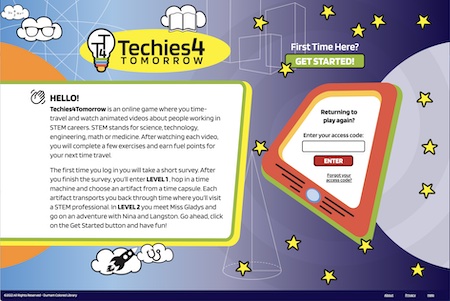 T4
Techies4
TOMORROW
First Time Here?
GET STARTED!
HELLO!
Techies4Tomorrow is an online game where you time-
travel and watch animated videos about people working in
STEM careers. STEM stands for science, technology,
engineering, math or medicine. After watching each video,
you will complete a few exercises and earn fuel points for
your next time travel.
The first time you log in you will take a short survey. After
you finish the survey, you'll enter LEVEL 1 , hop in a time
machine and choose an artifact from a time capsule. Each
artifact transports you back through time where you'll visit
a STEM professional. In LEVEL 2 you meet Miss Gladys and
go on an adventure with Nina and Langston. Go ahead, click
on the Get Started button and have fun!
Returning to
play again?
Enter your access code:
ENTER
Forgot your
access code?
©2023 All Rights Reserved - Durham County Library